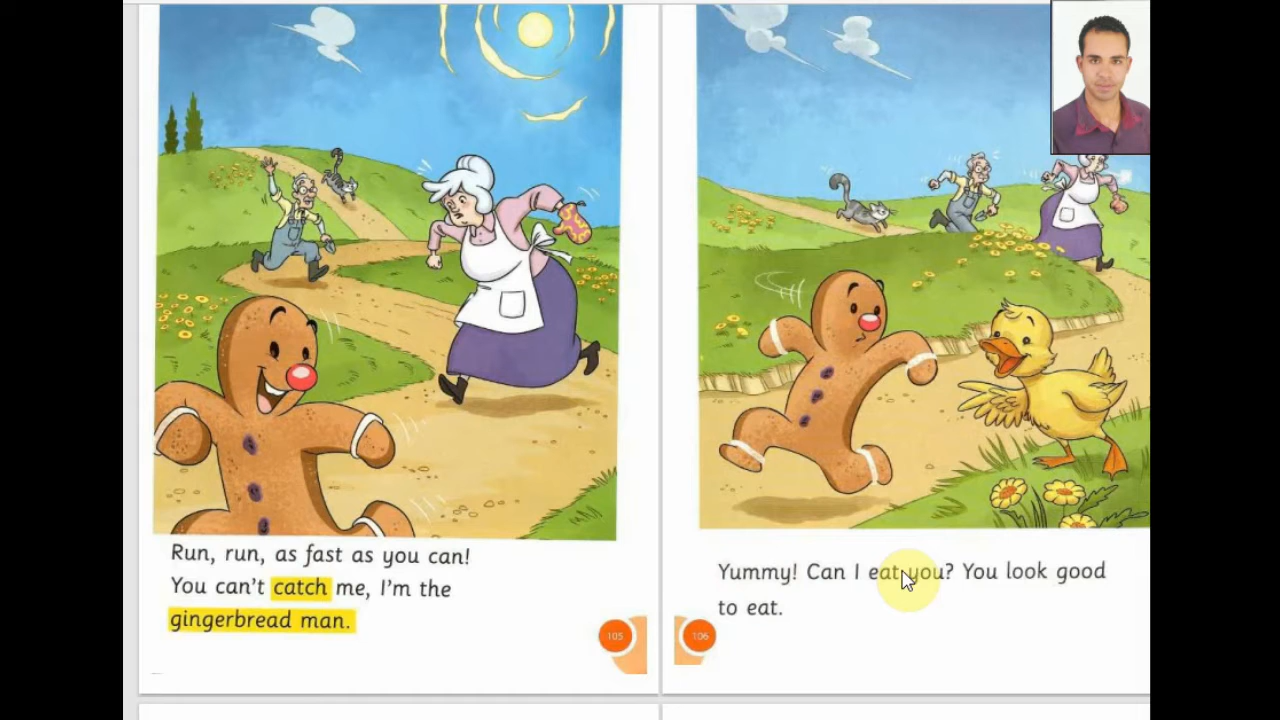 Run, run, as fast as you can!
You can't catch me, I'm the
gingerbread man.
105
Yummy! Can I eat you? You look good
to eat.
106